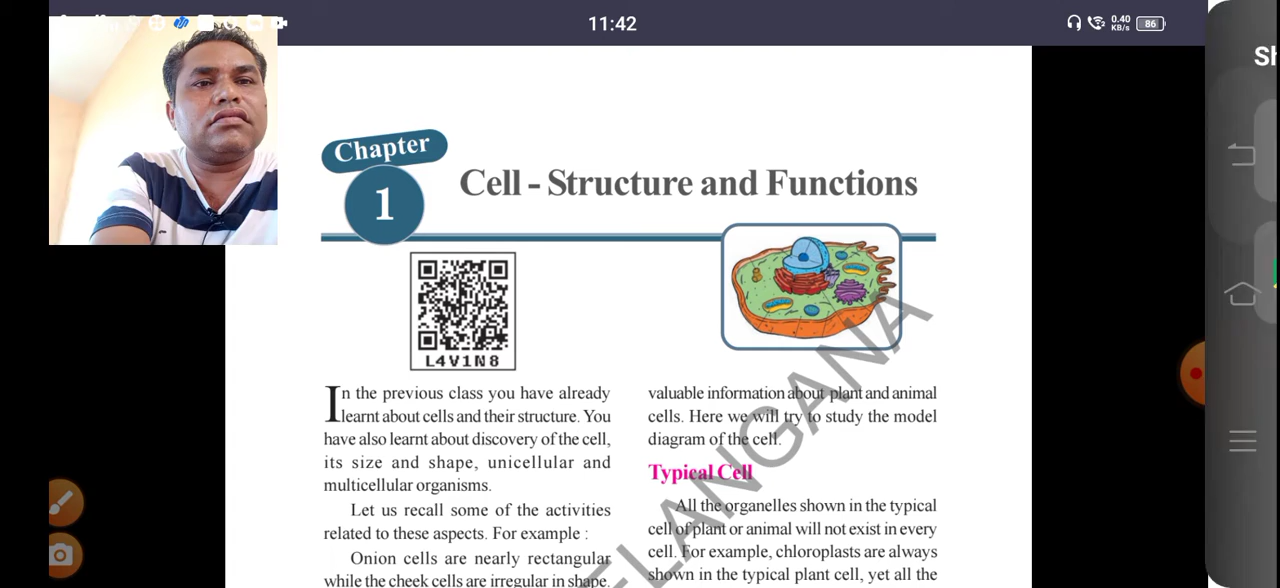 11:42
0.40
KB/s
86
Sh
Chapter
1
Cell - Structure and Functions
L4V1N8
In the previous class you have already
learnt about cells and their structure. You
have also learnt about discovery of the cell,
its size and shape, unicellular and
multicellular organisms.
Let us recall some of the activities
related to these aspects. For example :
Onion cells are nearly rectangular
while the cheek cells are irregular in shape.
valuable information about plant and animal
cells. Here we will try to study the model
diagram of the cell.
Typical Cell
All the organelles shown in the typical
cell of plant or animal will not exist in every
cell. For example, chloroplasts are always
shown in the typical plant cell, yet all the
ELANGANA